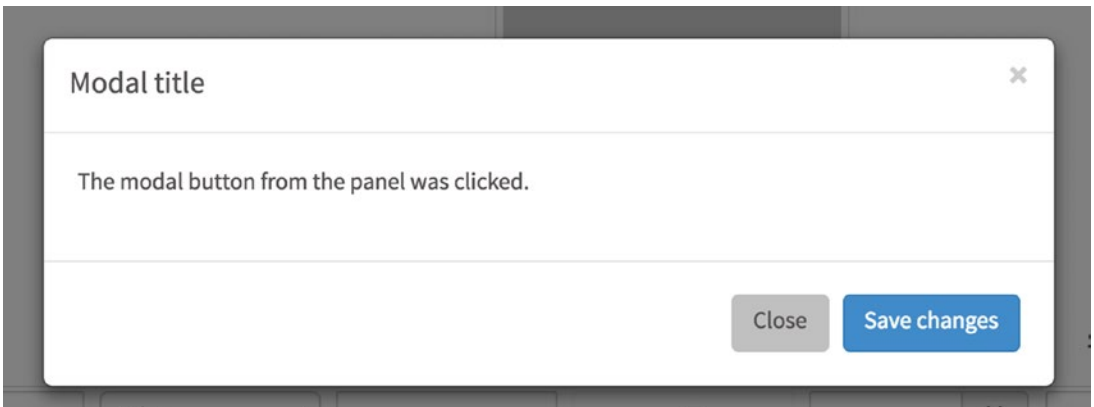 Modal title
×
The modal button from the panel was clicked.
Close
Save changes